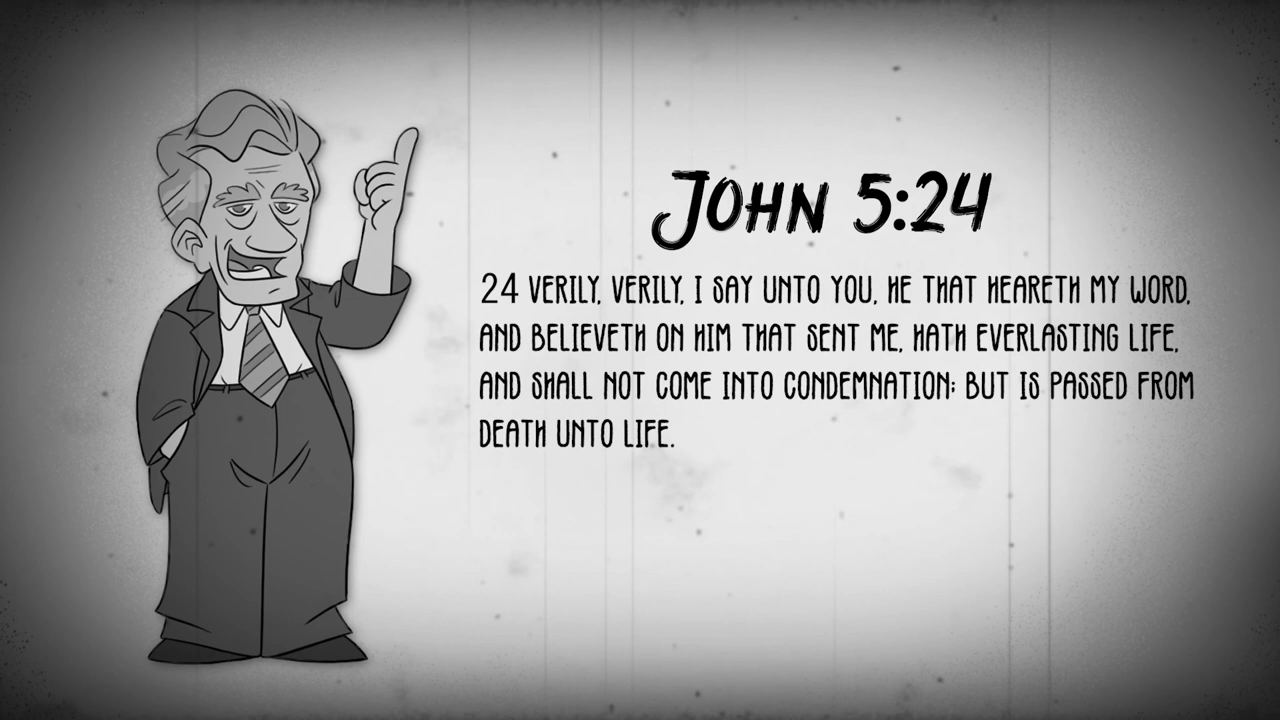 John 5:24
24 VERILY, VERILY, I SAY UNTO YOU, HE THAT HEARETH MY WORD,
AND BELIEVETH ON HIM THAT SENT ME, HATH EVERLASTING LIFE,
AND SHALL NOT COME INTO CONDEMNATION; BUT IS PASSED FROM
DEATH UNTO LIFE.